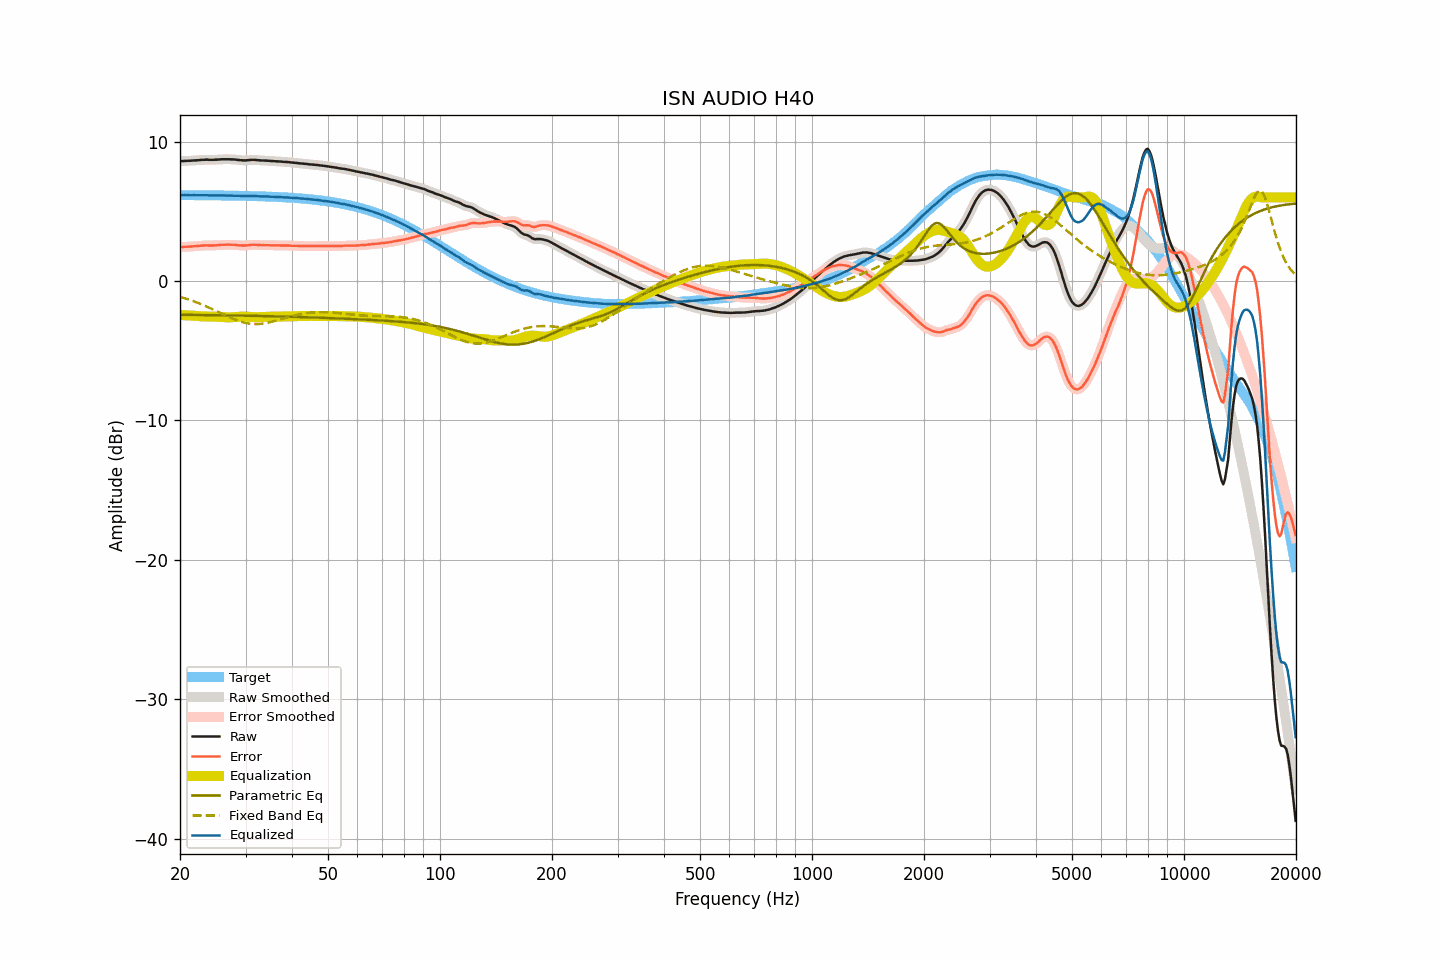 ISN AUDIO H40
10
0
−10
−20
−30
−40
Amplitude (dBr)
Target
Raw Smoothed
Error Smoothed
Raw
Error
Equalization
Parametric Eq
Fixed Band Eq
Equalized
20 50 100 200 500 1000 2000 5000 10000 20000
Frequency (Hz)